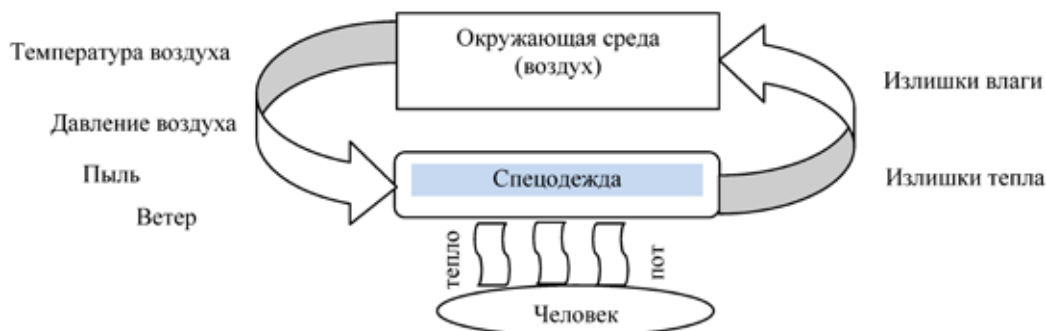 Окружающая среда
(воздух)
Температура воздуха
Давление воздуха
Пыль
Ветер
Излишки влаги
Излишки тепла
Спецодежда
тепло
пот
Человек